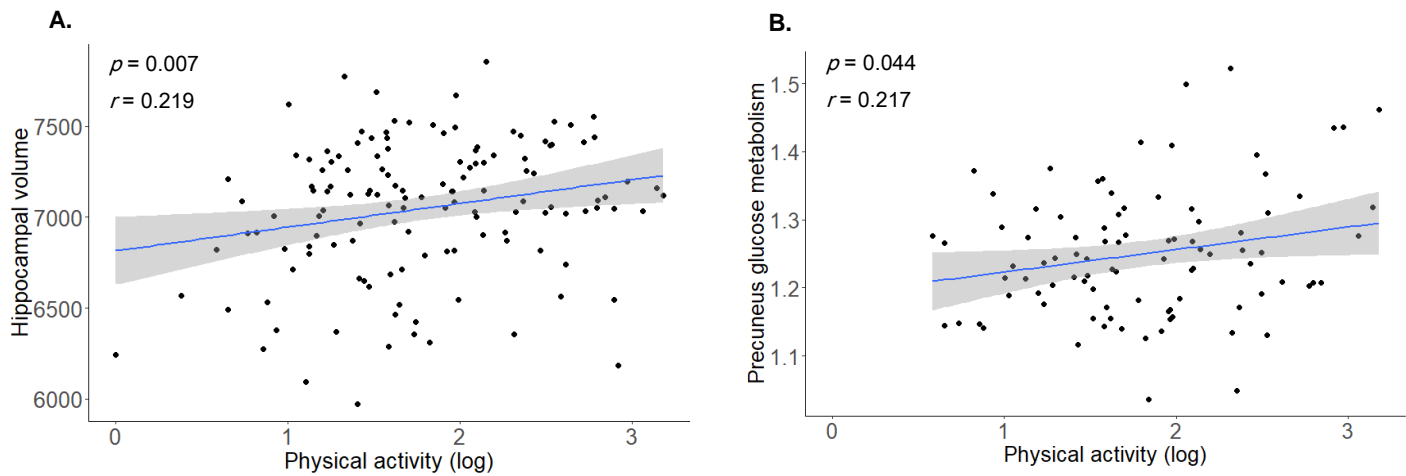 A.
p = 0.007
r = 0.219
Hippocampal volume
7500
7000
6500
6000
0 1 2 3
Physical activity (log)
B.
p = 0.044
r = 0.217
Precuneus glucose metabolism
1.5
1.4
1.3
1.2
1.1
0 1 2 3
Physical activity (log)